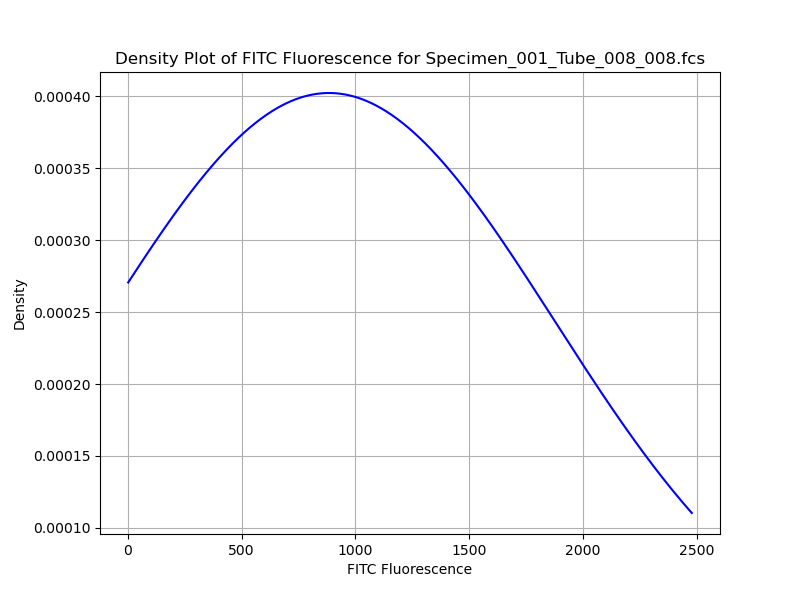 Density Plot of FITC Fluorescence for Specimen_001_Tube_008_008.fcs
0.00040
0.00035
0.00030
0.00025
0.00020
0.00015
0.00010
Density
0 500 1000 1500 2000 2500
FITC Fluorescence